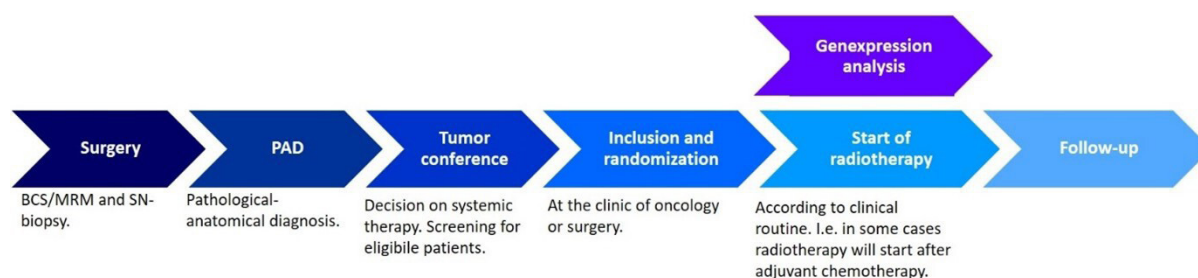 Genexpression
analysis
Surgery
PAD
Tumor
conference
Inclusion and
randomization
Start of
radiotherapy
Follow-up
BCS/MRM and SN-
biopsy.
Pathological-
anatomical diagnosis.
Decision on systemic
therapy. Screening for
eligibile patients.
At the clinic of oncology
or surgery.
According to clinical
routine. I.e. in some cases
radiotherapy will start after
adjuvant chemotherapy.